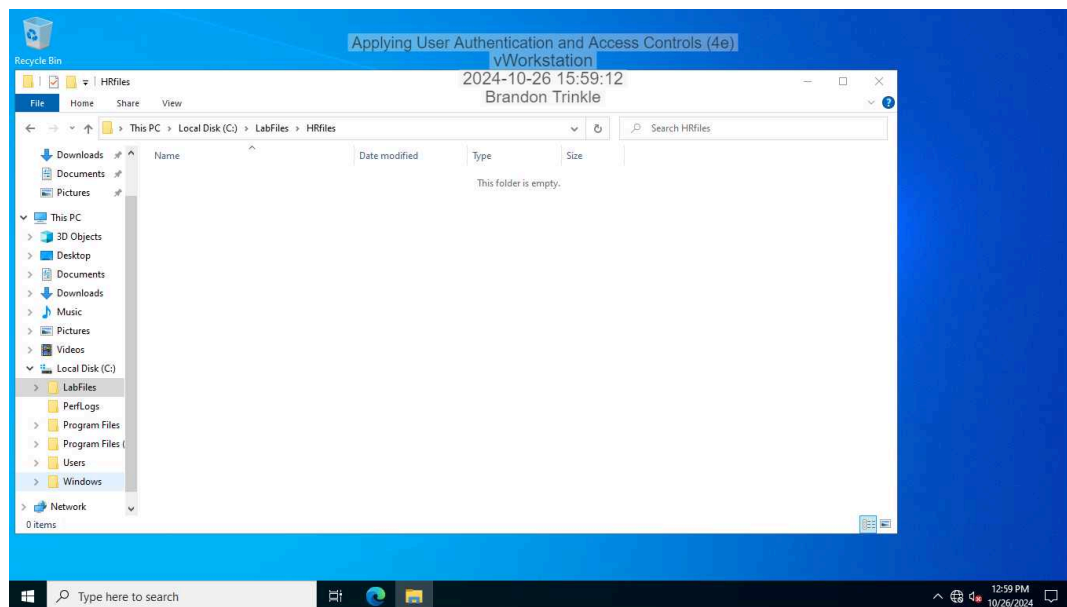 Recycle Bin
Applying User Authentication and Access Controls (4e)
vWorkstation
2024-10-26 15:59:12
Brandon Trinkle
HRfiles
File Home Share View
This PC > Local Disk (C:) > LabFiles > HRfiles
Search HRfiles
Name Date modified Type Size
This folder is empty.
Downloads
Documents
Pictures
This PC
3D Objects
Desktop
Documents
Downloads
Music
Pictures
Videos
Local Disk (C:)
LabFiles
PerfLogs
Program Files
Program Files (
Users
Windows
Network
0 items
Type here to search
12:59 PM
10/26/2024